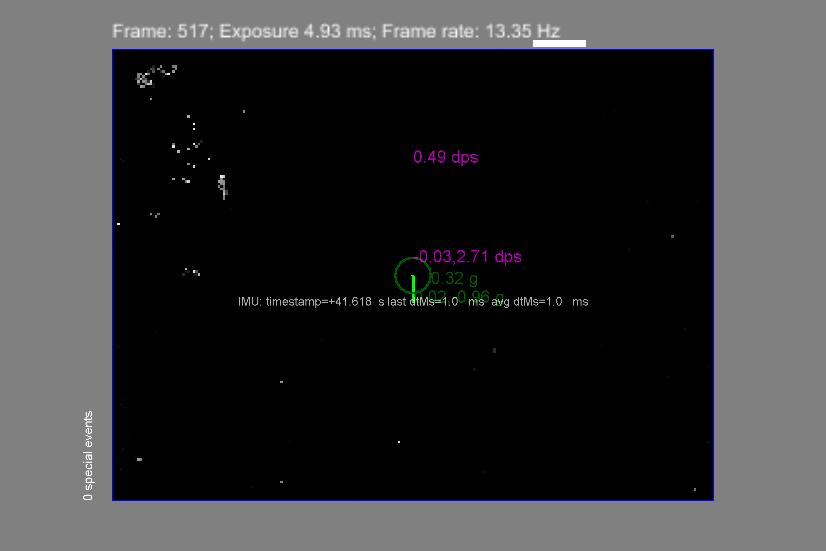 Frame: 517; Exposure 4.93 ms; Frame rate: 13.35 Hz
0.49 dps
-0.03,2.71 dps
0.32 g
IMU: timestamp=+41.618 s last dtMs=1.0 ms avg dtMs=1.0 ms
0 special events